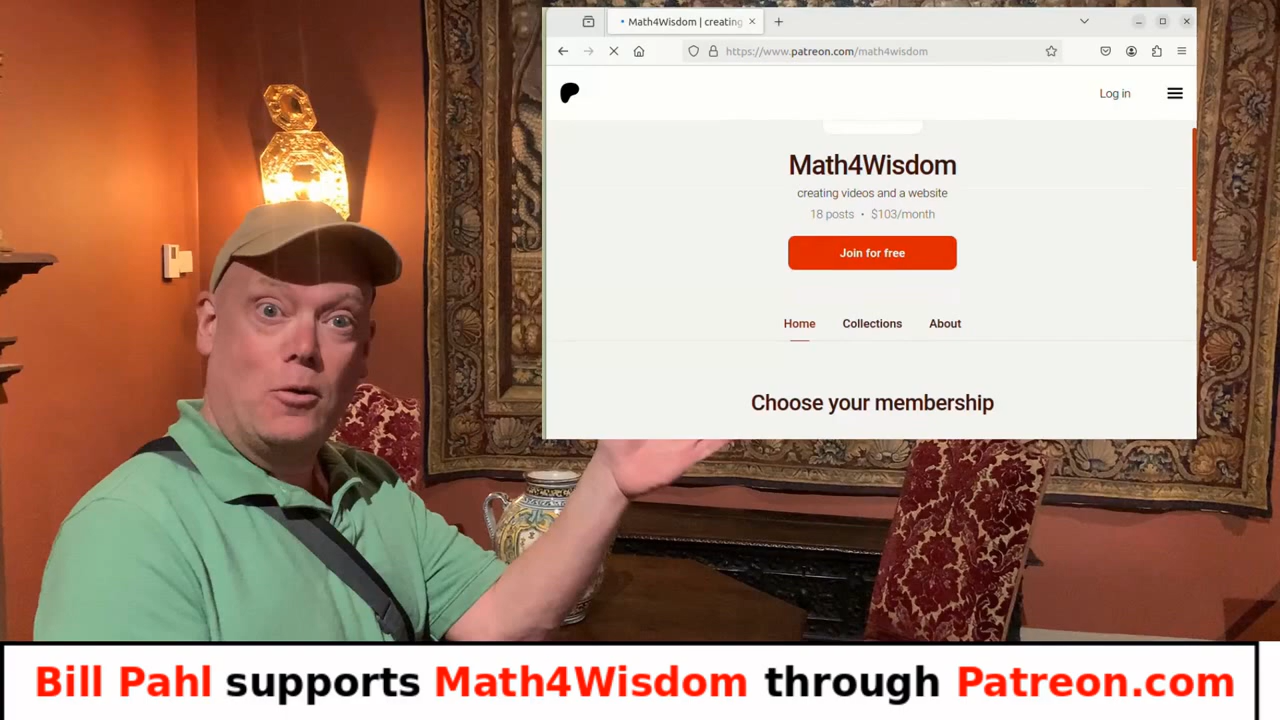 Math4Wisdom | creating
https://www.patreon.com/math4wisdom
Log in
Math4Wisdom
creating videos and a website
18 posts • $103/month
Join for free
Home Collections About
Choose your membership
Bill Pahl supports Math4Wisdom through Patreon.com